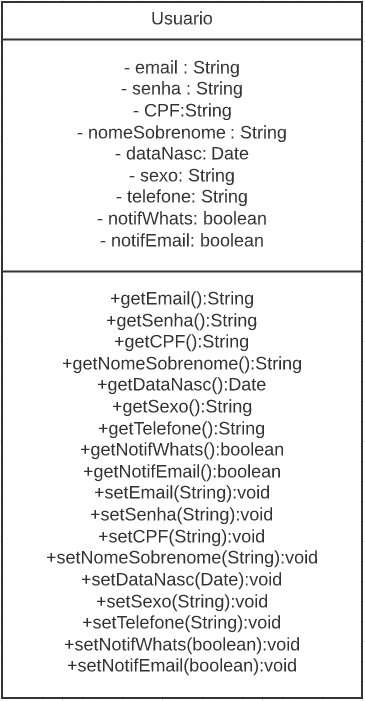 Usuario
- email : String
- senha : String
- CPF:String
- nomeSobrenome : String
- dataNasc: Date
- sexo: String
- telefone: String
- notifWhats: boolean
- notifEmail: boolean
+getEmail():String
+getSenha():String
+getCPF():String
+getNomeSobrenome():String
+getDataNasc():Date
+getSexo():String
+getTelefone():String
+getNotifWhats():boolean
+getNotifEmail():boolean
+setEmail(String):void
+setSenha(String):void
+setCPF(String):void
+setNomeSobrenome(String):void
+setDataNasc(Date):void
+setSexo(String):void
+setTelefone(String):void
+setNotifWhats(boolean):void
+setNotifEmail(boolean):void